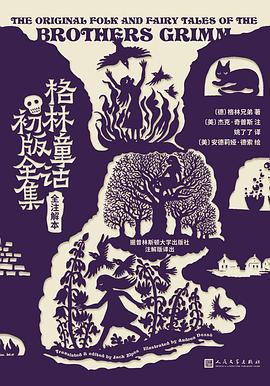 THE ORIGINAL FOLK AND FAIRY TALES OF THE
BROTHERS GRIMM
格林童话
初版全集
全注解本
（德）格林兄弟 著
（美）杰克·奇普斯 注
姚了了 译
（美）安德莉娅·德索 绘
据普林斯顿大学出版社
注解版译出
Translated & edited by Jack Zipes
Illustrated by Andrea Dezsö
人民文学出版社